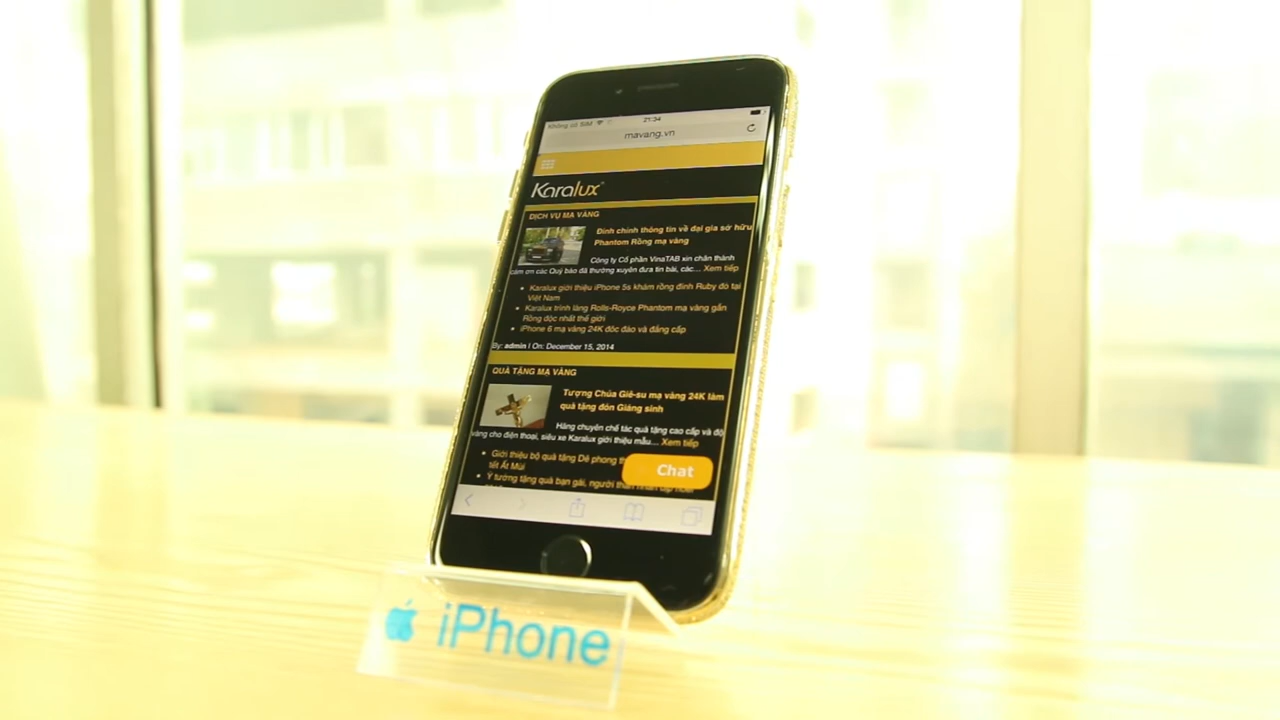 Không có SIM 21:34
mavang.vn
Karalux
DỊCH VỤ MẠ VÀNG
Đính chính thông tin về đại gia sở hữu
Phantom Rồng mạ vàng
Công ty Cổ phần VinaTAB xin chân thành
cảm ơn các Quý báo đã thường xuyên đưa tin bài, các... Xem tiếp
Karalux giới thiệu iPhone 5s khảm rồng đính Ruby đỏ tại
Việt Nam
Karalux trình làng Rolls-Royce Phantom mạ vàng gắn
Rồng độc nhất thế giới
iPhone 6 mạ vàng 24K độc đáo và đẳng cấp
By: admin | On: December 15, 2014
QUÀ TẶNG MẠ VÀNG
Tượng Chúa Giê-su mạ vàng 24K làm
quà tặng đón Giáng sinh
Hãng chuyên chế tác quà tặng cao cấp và độ
vàng cho điện thoại, siêu xe Karalux giới thiệu mẫu... Xem tiếp
Giới thiệu bộ quà tặng Dê phong
tết Ất Mùi
Chat
Ý tưởng tặng quà bạn gái, người
iPhone